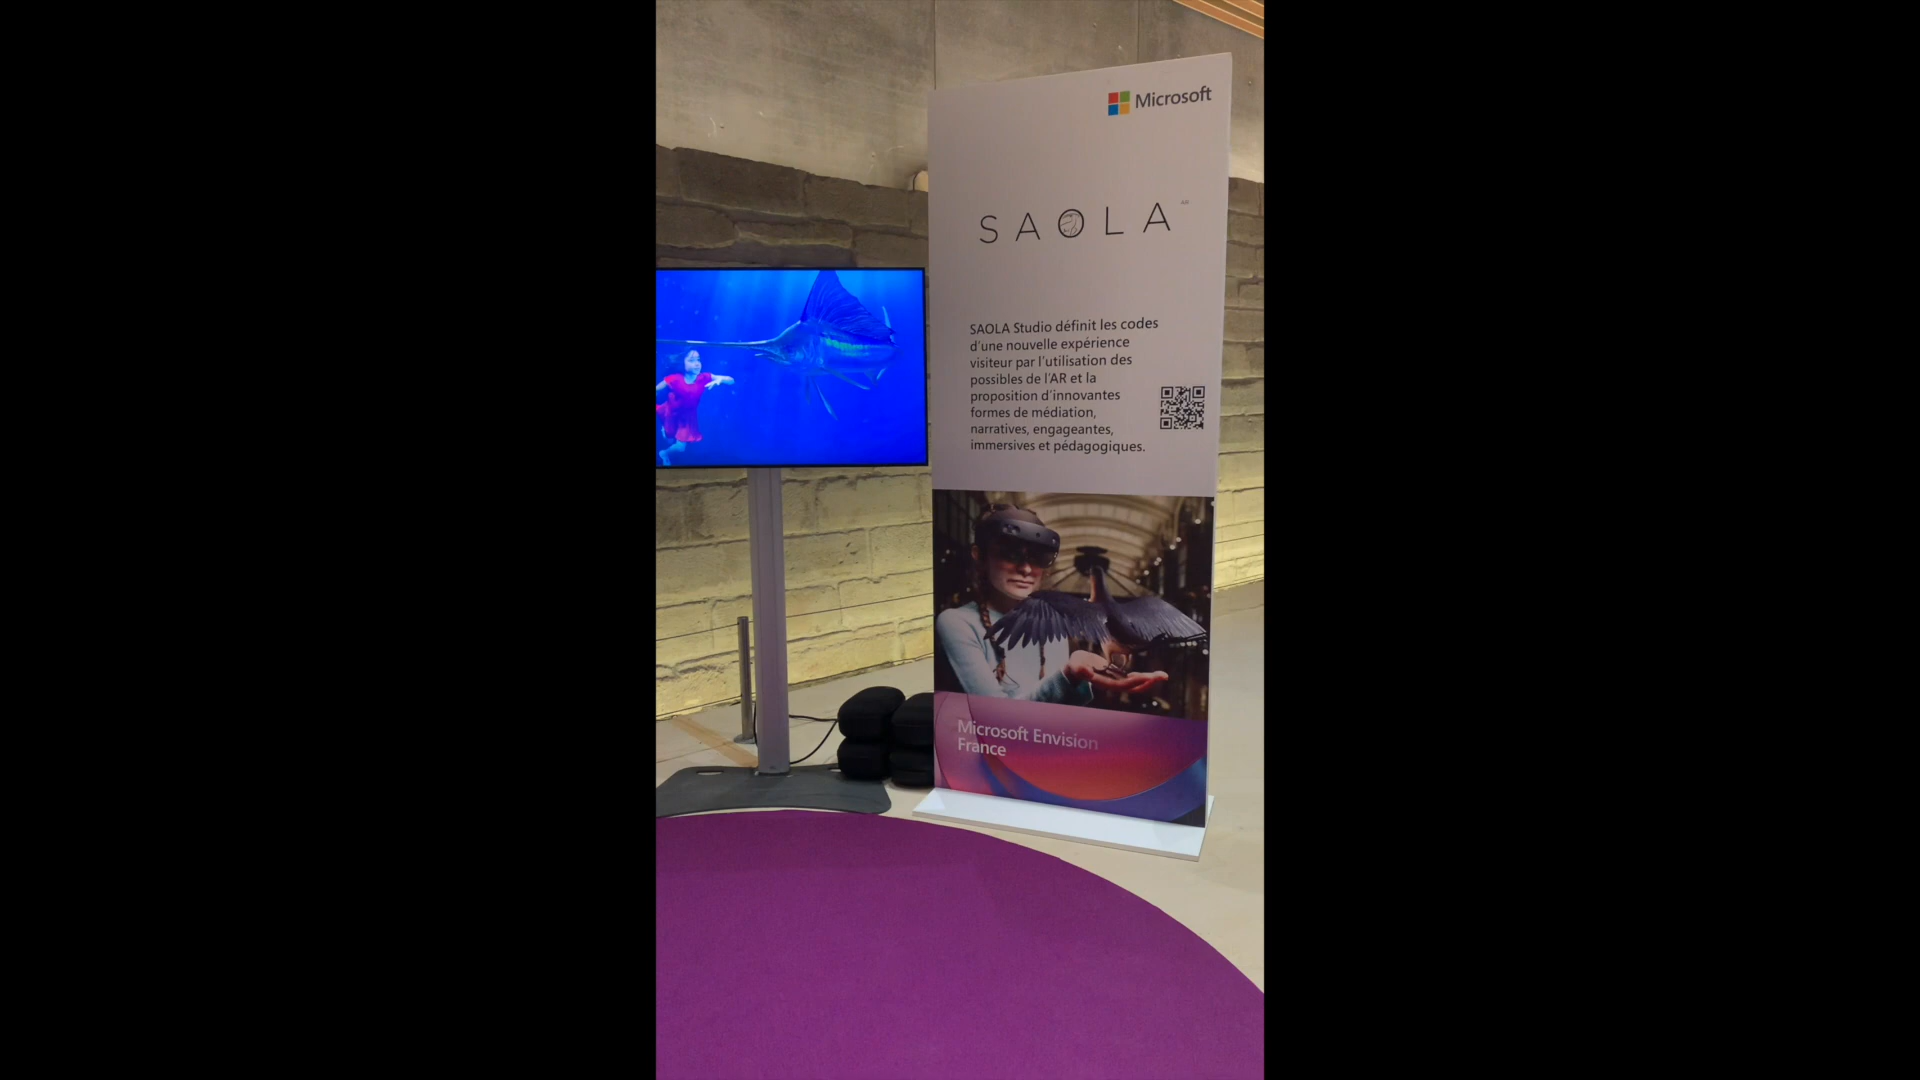 Microsoft
SAOLA
SAOLA Studio définit les codes
d'une nouvelle expérience
visiteur par l'utilisation des
possibles de l'AR et la
proposition d'innovantes
formes de médiation,
narratives, engageantes,
immersives et pédagogiques.
Microsoft Envision
France